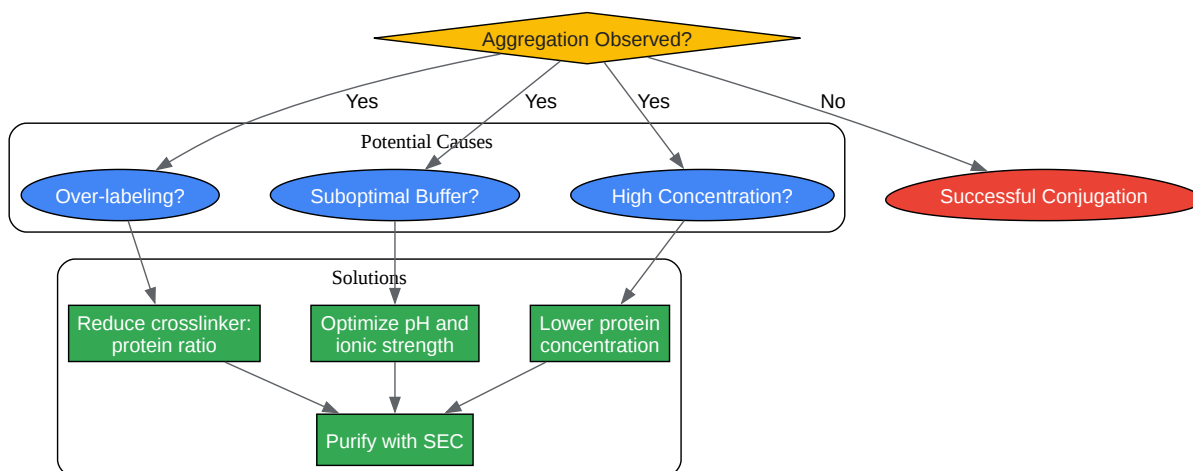 Aggregation Observed?
Yes
Yes
Yes
No
Potential Causes
Over-labeling?
Suboptimal Buffer?
High Concentration?
Successful Conjugation
Solutions
Reduce crosslinker:
protein ratio
Optimize pH and
ionic strength
Lower protein
concentration
Purify with SEC